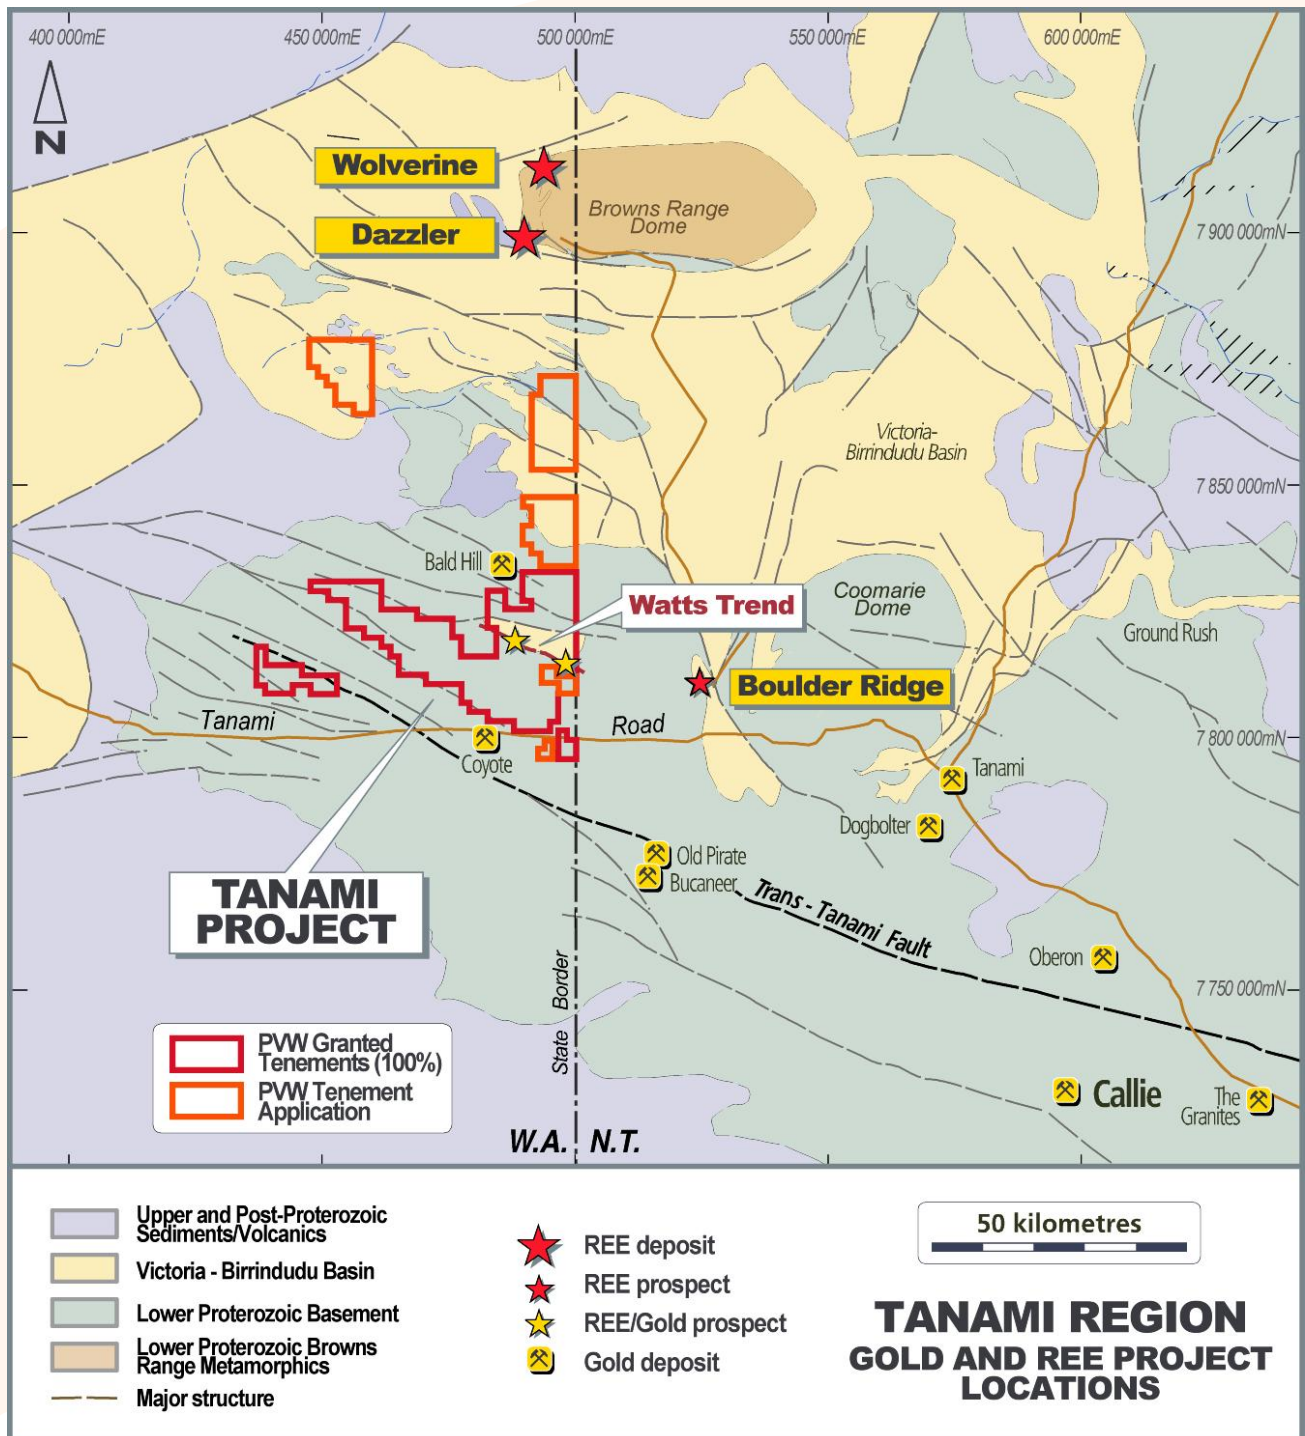 400 000mE
450 000mE
500 000mE
550 000mE
600 000mE
N
Wolverine
Dazzler
Browns Range
Dome
7 900 000mN
Victoria-
Birrindudu Basin
7 850 000mN
Bald Hill
Coomarie
Dome
Watts Trend
Ground Rush
Boulder Ridge
Tanami
Road
7 800 000mN
Coyote
Tanami
Dogbolter
Old Pirate
Bucaneer
TANAMI
PROJECT
Trans - Tanami Fault
Oberon
State Border
7 750 000mN
PVW Granted
Tenements (100%)
PVW Tenement
Application
Callie
The
Granites
W.A.
N.T.
Upper and Post-Proterozoic
Sediments/Volcanics
Victoria - Birrindudu Basin
Lower Proterozoic Basement
Lower Proterozoic Browns
Range Metamorphics
Major structure
REE deposit
REE prospect
REE/Gold prospect
Gold deposit
50 kilometres
TANAMI REGION
GOLD AND REE PROJECT
LOCATIONS